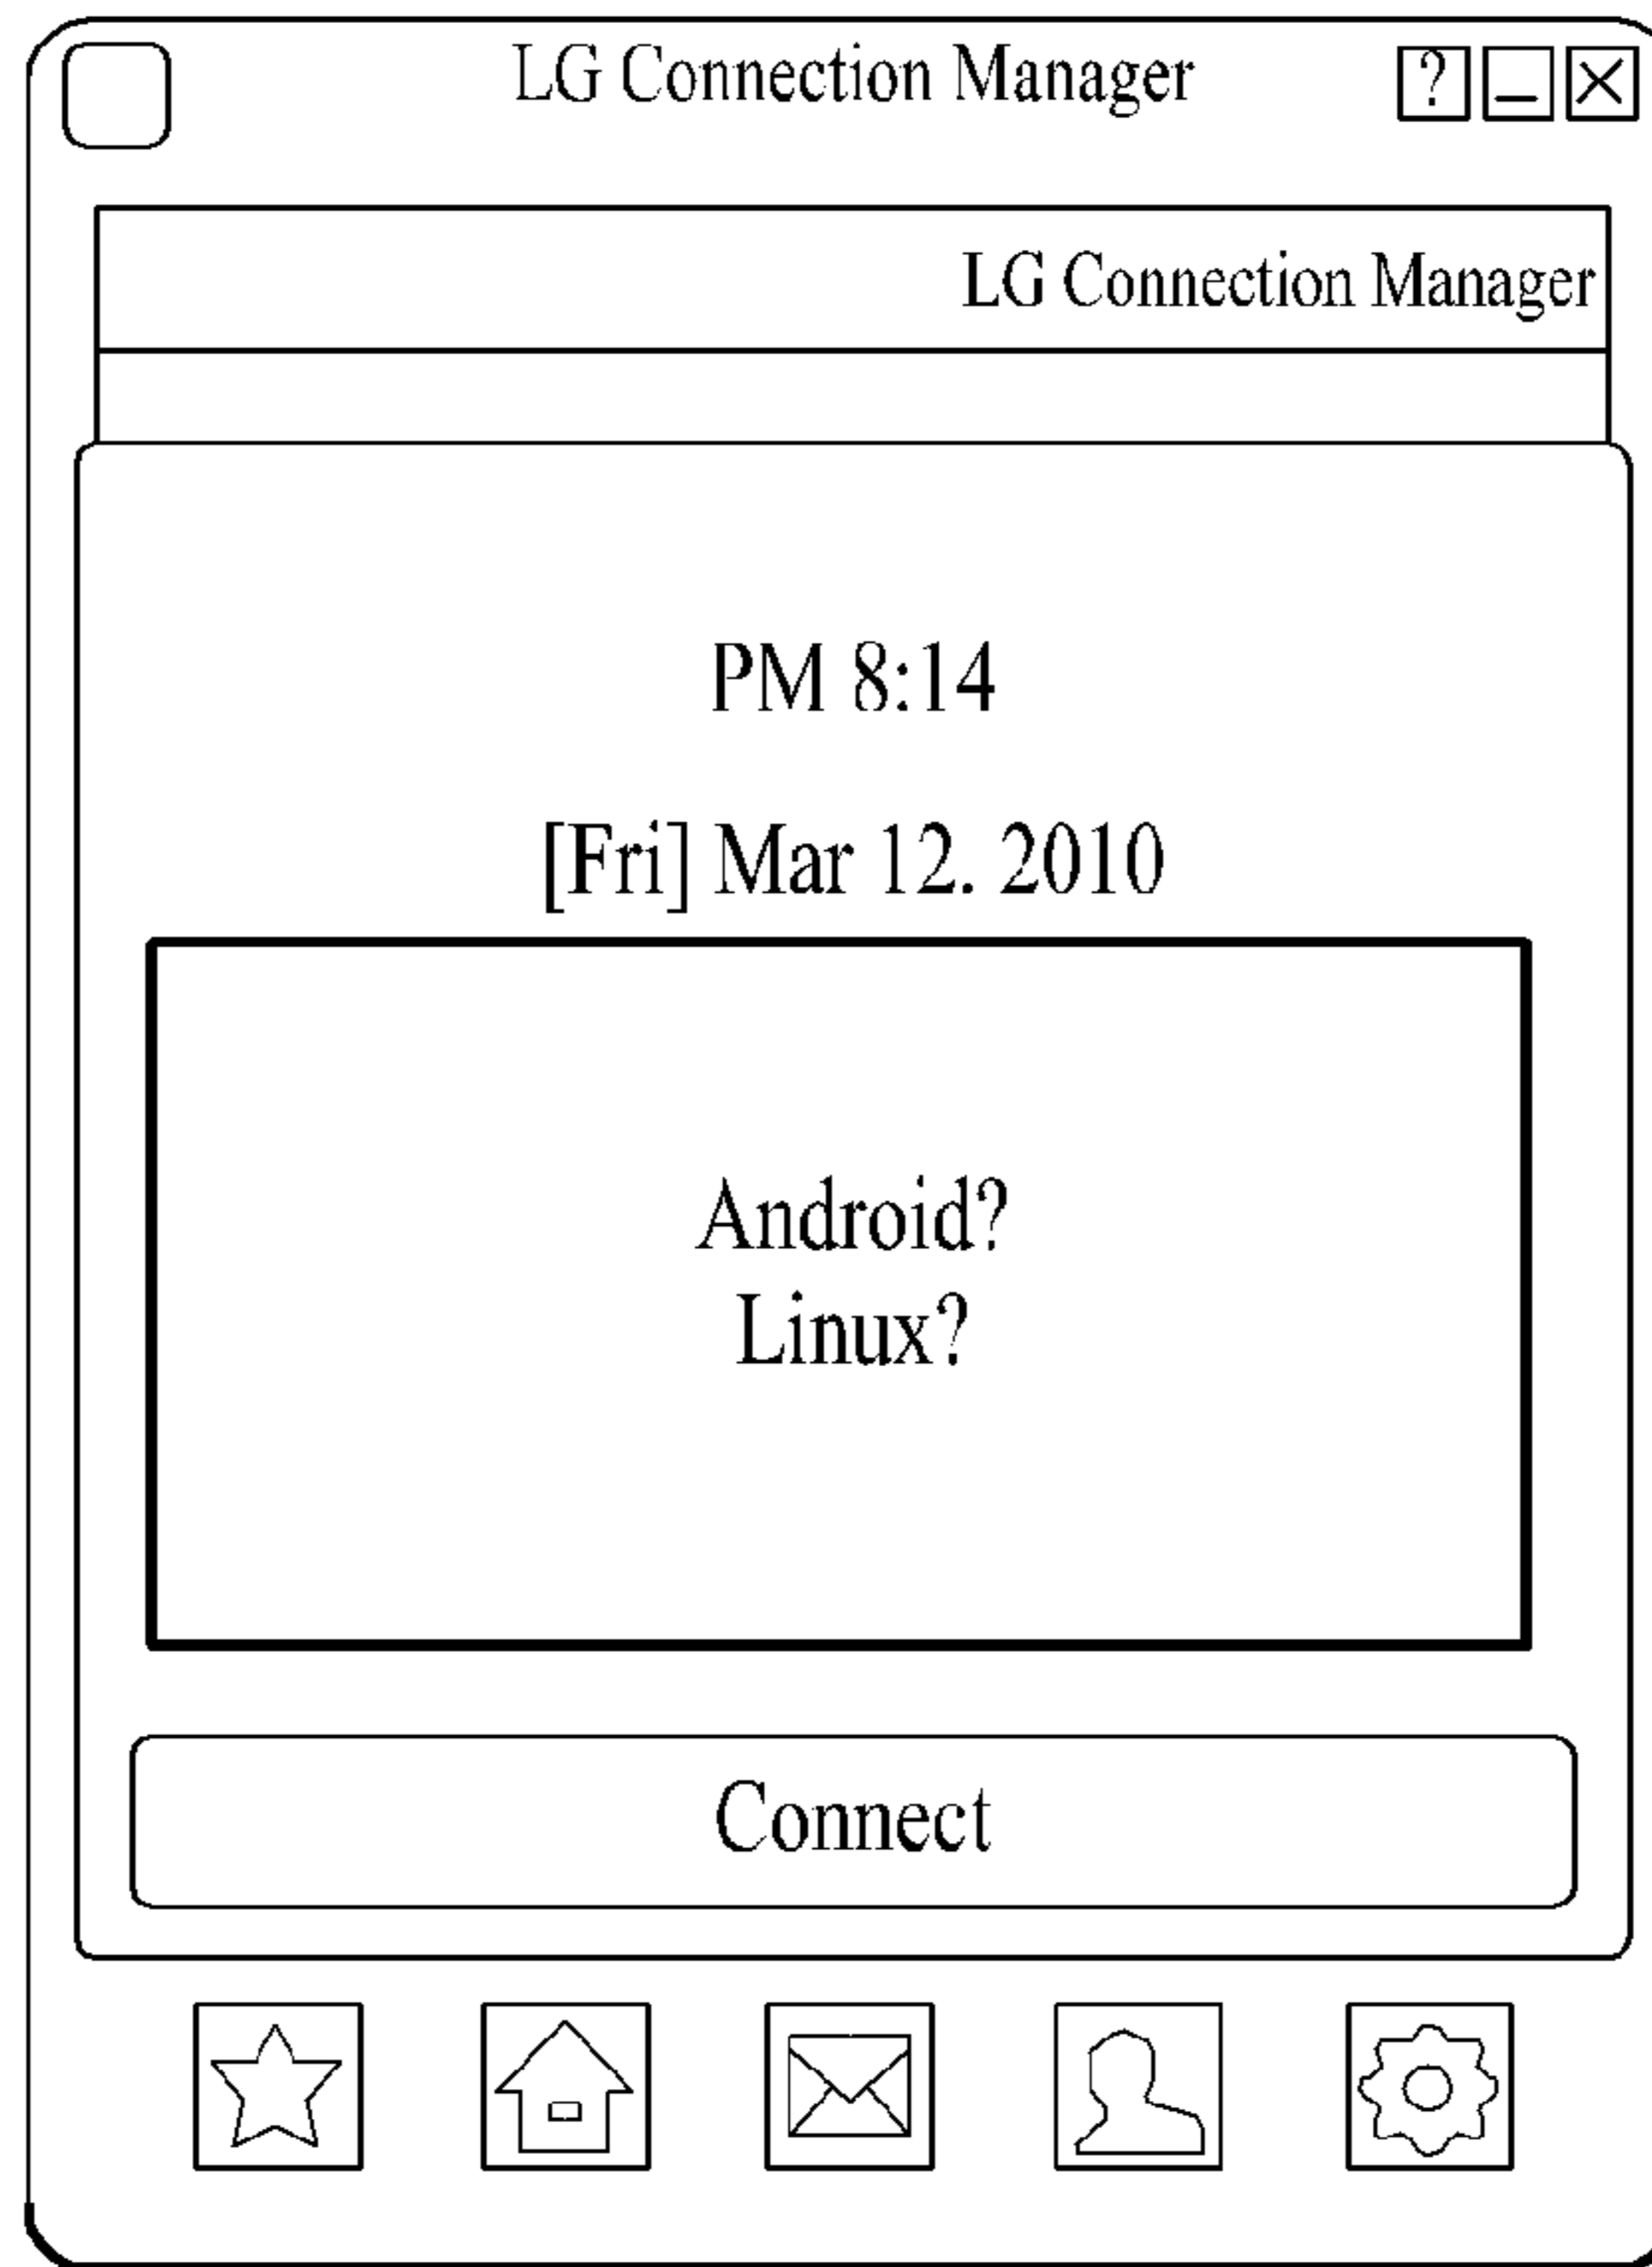 LG Connection Manager ?
LG Connection Manager
PM 8:14
[Fri] Mar 12. 2010
Android?
Linux?
Connect